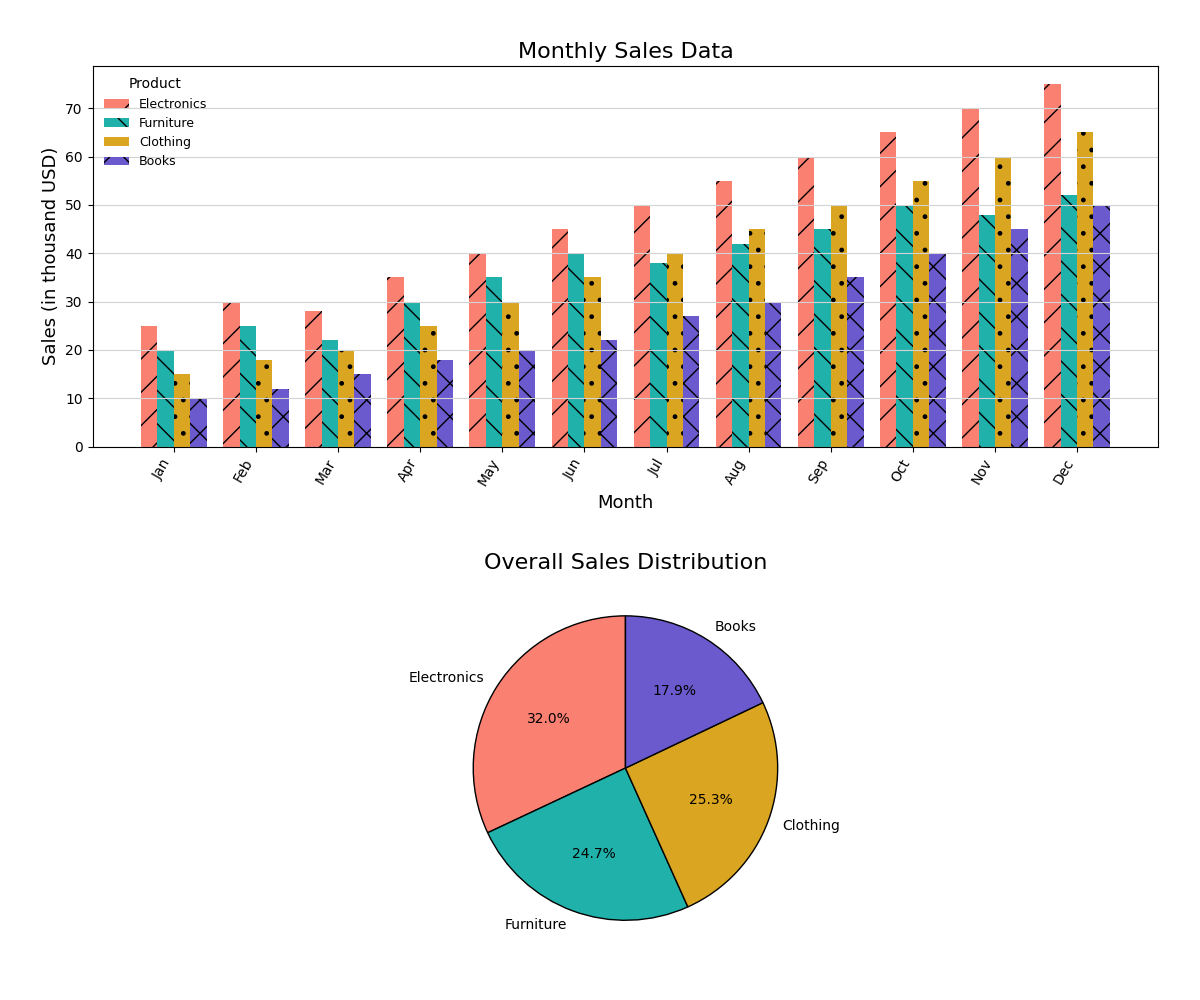 Monthly Sales Data
Sales (in thousand USD)
70
60
50
40
30
20
10
0
Product
Electronics
Furniture
Clothing
Books
Jan
Feb
Mar
Apr
May
Jun
Jul
Aug
Sep
Oct
Nov
Dec
Month
Overall Sales Distribution
Books
Electronics
17.9%
32.0%
25.3%
Clothing
24.7%
Furniture